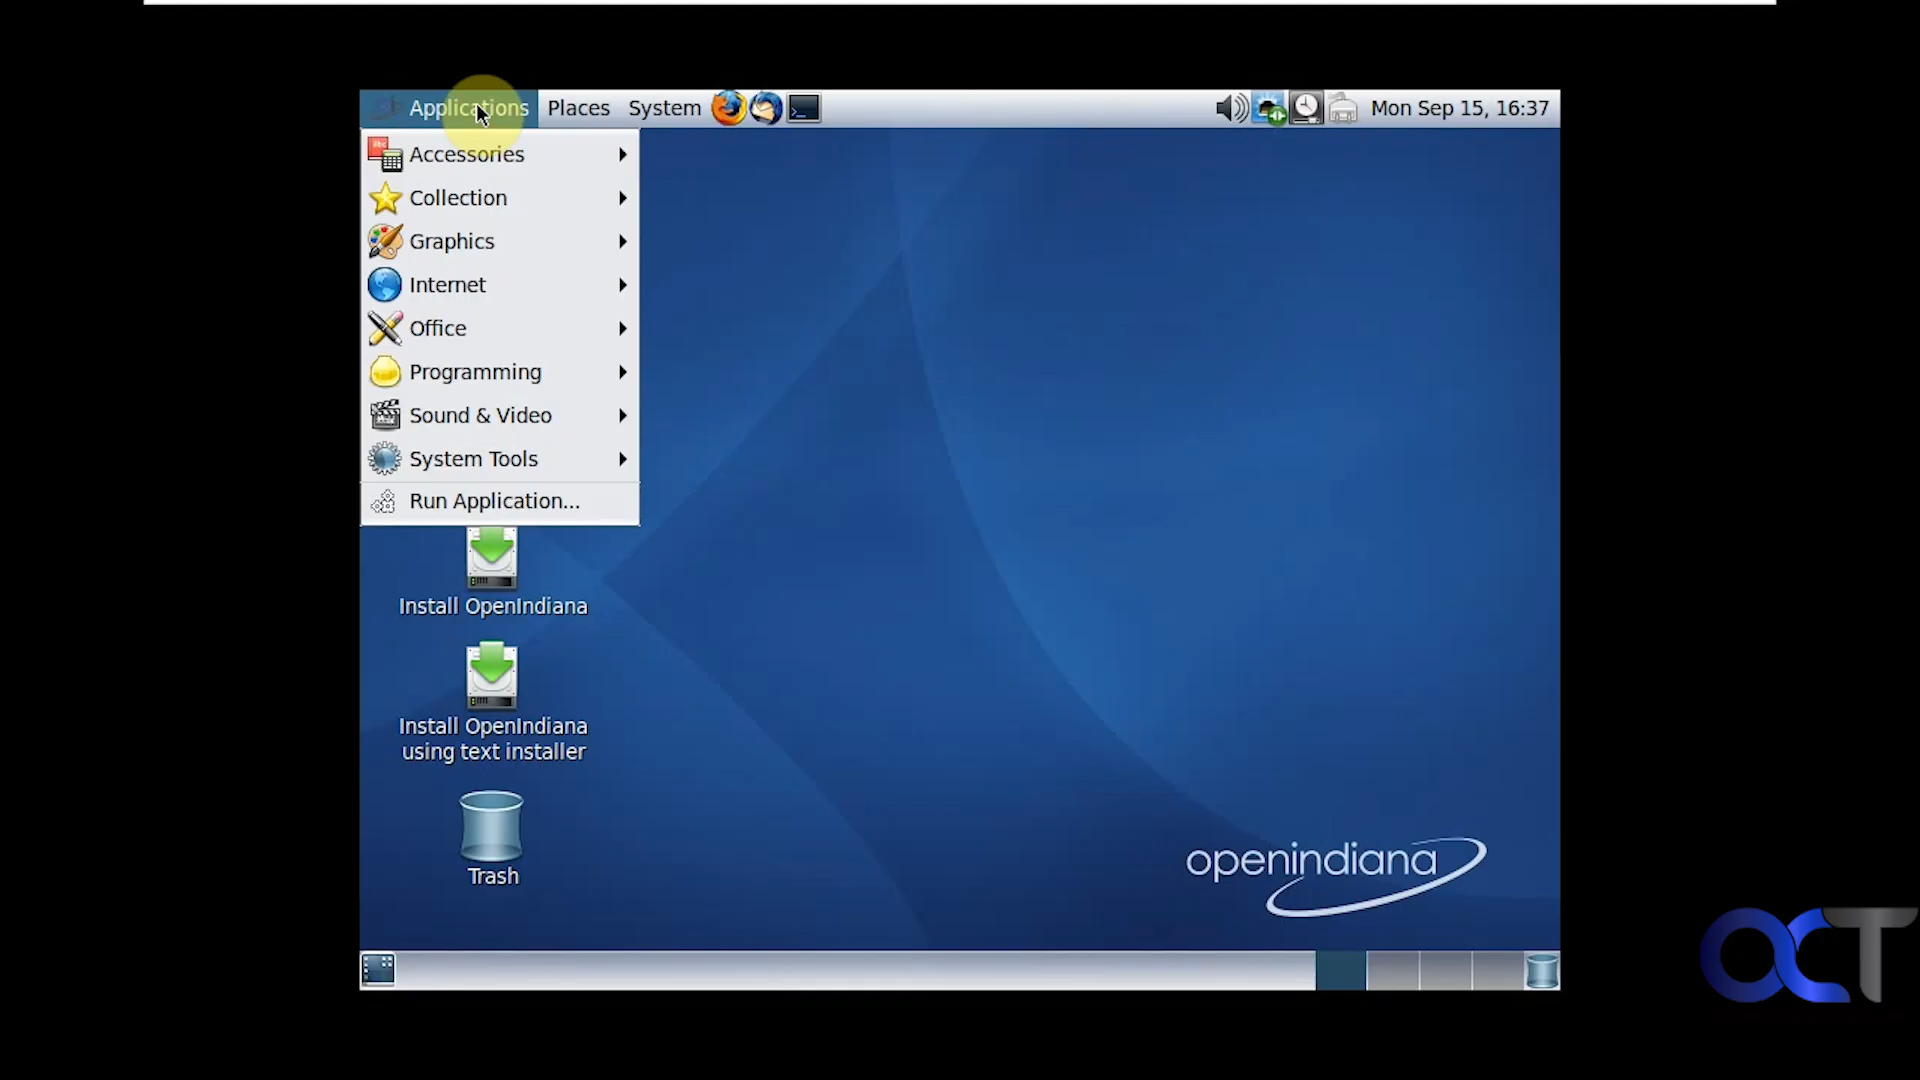 Applications Places System Mon Sep 15, 16:37
Accessories
Collection
Graphics
Internet
Office
Programming
Sound & Video
System Tools
Run Application...
Install OpenIndiana
Install OpenIndiana
using text installer
Trash
openindiana
OCT